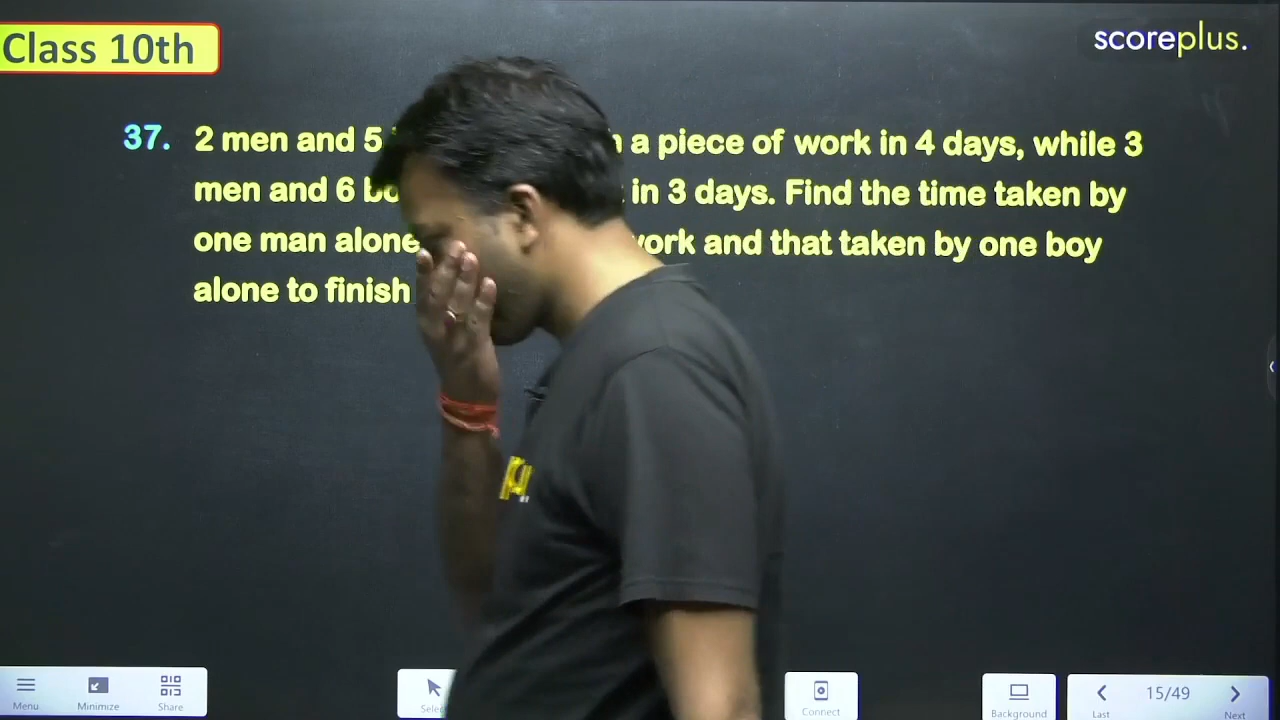 Class 10th
scoreplus.
37. 2 men and 5 a piece of work in 4 days, while 3
men and 6 in 3 days. Find the time taken by
one man alone work and that taken by one boy
alone to finish
Menu
Minimize
Share
Connect
Background
Last
15/49
Next